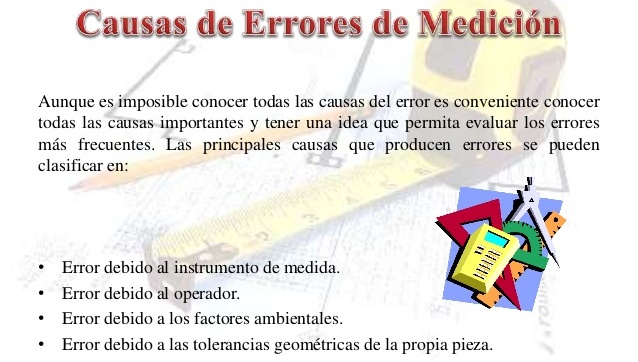 Causas de Errores de Medición
Aunque es imposible conocer todas las causas del error es conveniente conocer
todas las causas importantes y tener una idea que permita evaluar los errores
más frecuentes. Las principales causas que producen errores se pueden
clasificar en:
• Error debido al instrumento de medida.
• Error debido al operador.
• Error debido a los factores ambientales.
• Error debido a las tolerancias geométricas de la propia pieza.